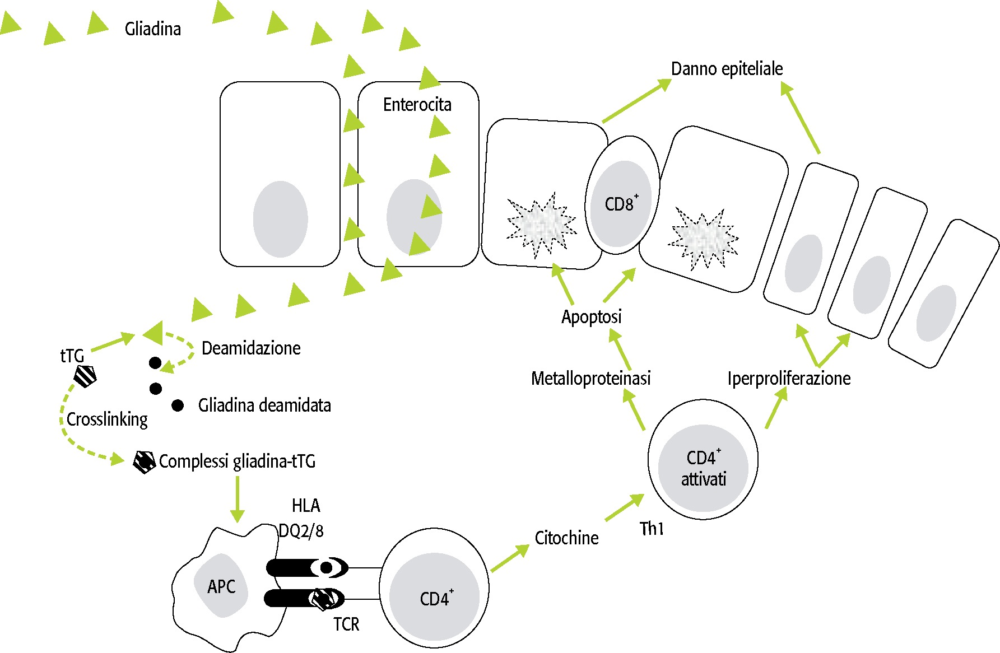 Gliadina
Danno epiteliale
Enterocita
CD8⁺
Apoptosi
tTG
Deamidazione
Metalloproteinasi
Iperproliferazione
Gliadina deamidata
Crosslinking
Complessi gliadina-tTG
CD4⁺
attivati
HLA
DQ2/8
Th1
Citochine
APC
CD4⁺
TCR